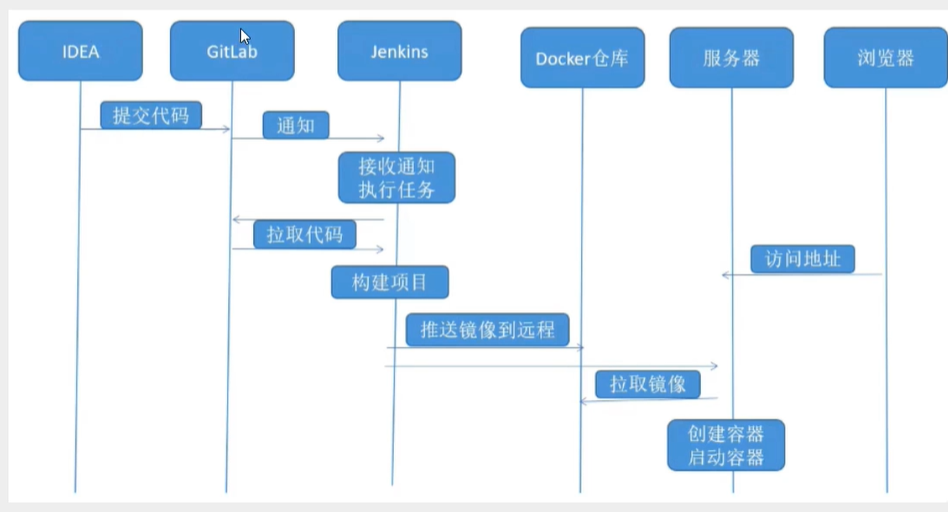 IDEA
GitLab
Jenkins
Docker仓库
服务器
浏览器
提交代码
通知
接收通知
执行任务
拉取代码
访问地址
构建项目
推送镜像到远程
拉取镜像
创建容器
启动容器